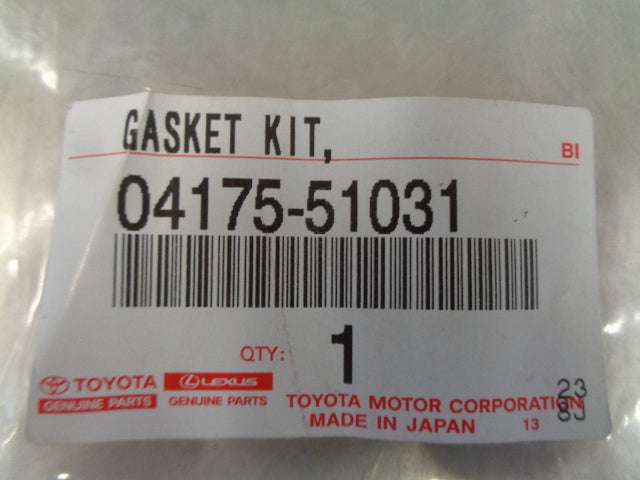 GASKET KIT,
BI
04175-51031
QTY: 1
TOYOTA
GENUINE PARTS
LEXUS
GENUINE PARTS
TOYOTA MOTOR CORPORATION
MADE IN JAPAN 13
23